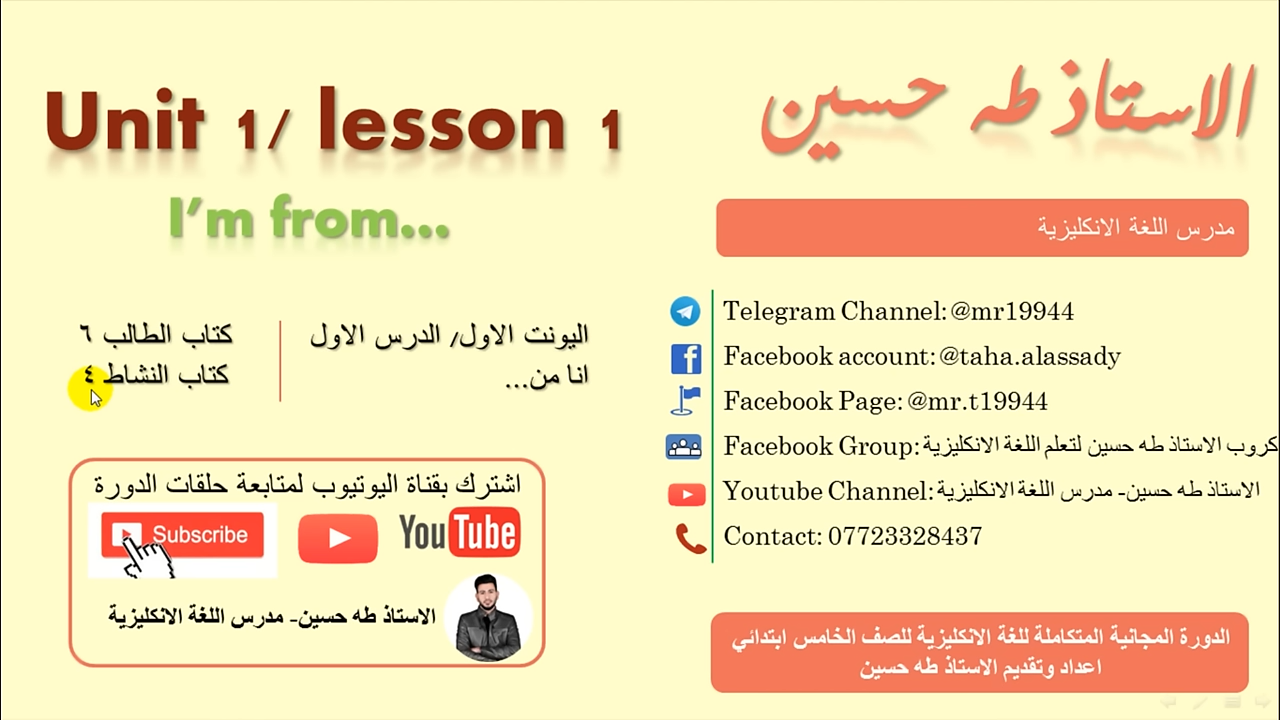 Unit 1/ lesson 1
I'm from...
اليونت الاول/ الدرس الاول
انا من...
كتاب الطالب ٦
كتاب النشاط ٤
اشترك بقناة اليوتيوب لمتابعة حلقات الدورة
Subscribe
YouTube
الاستاذ طه حسين- مدرس اللغة الانكليزية
الاستاذ طه حسين
مدرس اللغة الانكليزية
Telegram Channel: @mr19944
Facebook account: @taha.alassady
Facebook Page: @mr.t19944
Facebook Group: كروب الاستاذ طه حسين لتعلم اللغة الانكليزية
Youtube Channel: الاستاذ طه حسين- مدرس اللغة الانكليزية
Contact: 07723328437
الدورة المجانية المتكاملة للغة الانكليزية للصف الخامس ابتدائي
اعداد وتقديم الاستاذ طه حسين